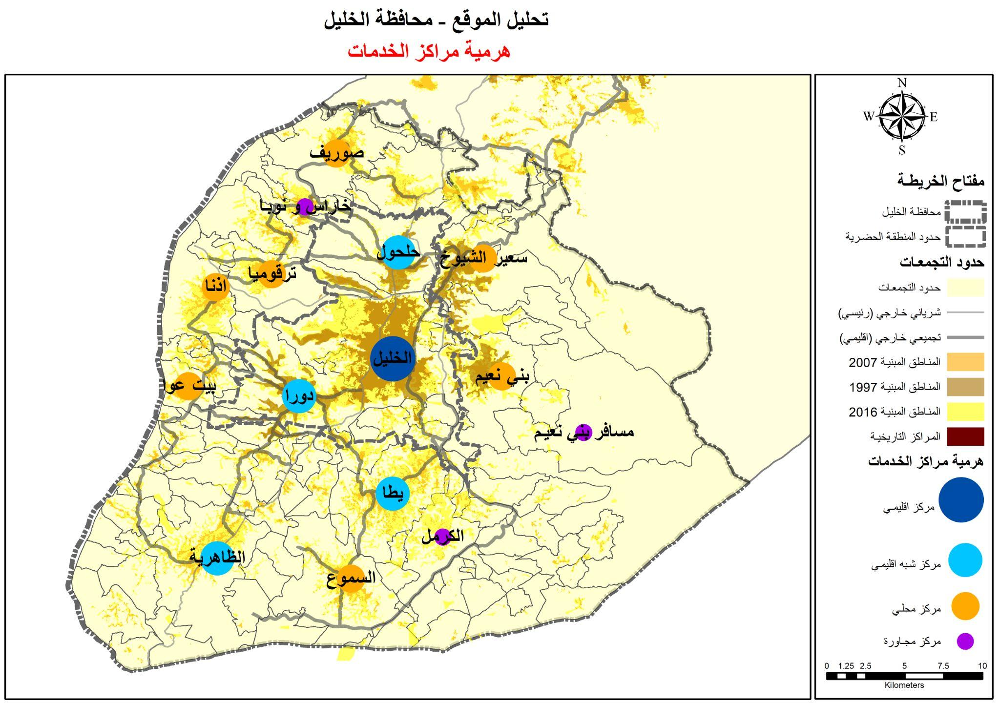 تحليل الموقع - محافظة الخليل
هرمية مراكز الخدمات
صوريف
خاراس و نوبا
حلحول
سعير الشيوخ
ترقوميا
اذنا
الخليل
بني نعيم
بيت عوا
دورا
مسافر بني نعيم
يطا
الكرمل
الظاهرية
السموع
N
W
E
S
مفتاح الخريطة
محافظة الخليل
حدود المنطقة الحضرية
حدود التجمعات
حدود التجمعات
شرياني خارجي (رئيسي)
تجميعي خارجي (اقليمي)
المناطق المبنية 2007
المناطق المبنية 1997
المناطق المبنية 2016
المراكز التاريخية
هرمية مراكز الخدمات
مركز اقليمي
مركز شبه اقليمي
مركز محلي
مركز مجاورة
0 1.25 2.5 5 7.5 10
Kilometers